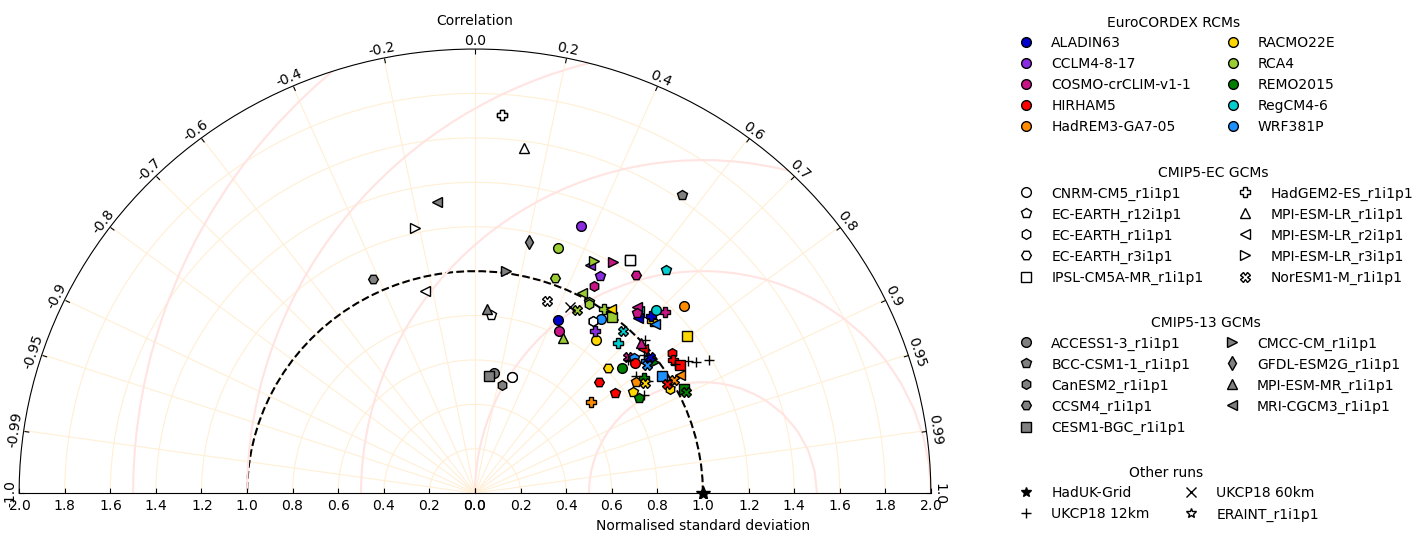 Correlation
0.0
-0.2
0.2
-0.4
0.4
-0.6
0.6
-0.7
0.7
-0.8
0.8
-0.9
0.9
-0.95
0.95
-0.99
0.99
-1.0
1.0
2.0 1.8 1.6 1.4 1.2 1.0 0.8 0.6 0.4 0.2 0.0 0.2 0.4 0.6 0.8 1.0 1.2 1.4 1.6 1.8 2.0
Normalised standard deviation
EuroCORDEX RCMs
ALADIN63 RACMO22E
CCLM4-8-17 RCA4
COSMO-crCLIM-v1-1 REMO2015
HIRHAM5 RegCM4-6
HadREM3-GA7-05 WRF381P
CMIP5-EC GCMs
CNRM-CM5_r1i1p1 HadGEM2-ES_r1i1p1
EC-EARTH_r12i1p1 MPI-ESM-LR_r1i1p1
EC-EARTH_r1i1p1 MPI-ESM-LR_r2i1p1
EC-EARTH_r3i1p1 MPI-ESM-LR_r3i1p1
IPSL-CM5A-MR_r1i1p1 NorESM1-M_r1i1p1
CMIP5-13 GCMs
ACCESS1-3_r1i1p1 CMCC-CM_r1i1p1
BCC-CSM1-1_r1i1p1 GFDL-ESM2G_r1i1p1
CanESM2_r1i1p1 MPI-ESM-MR_r1i1p1
CCSM4_r1i1p1 MRI-CGCM3_r1i1p1
CESM1-BGC_r1i1p1
Other runs
HadUK-Grid UKCP18 60km
UKCP18 12km ERAINT_r1i1p1